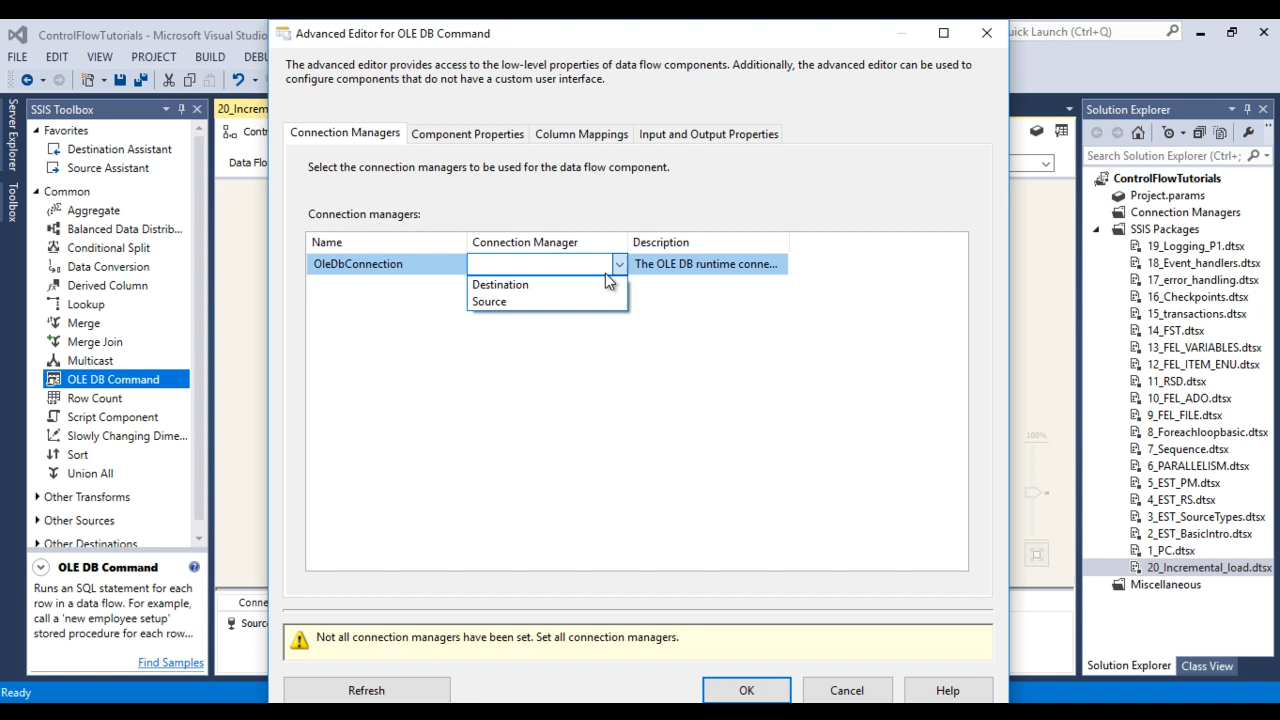 ControlFlowTutorials - Microsoft Visual Studio
Advanced Editor for OLE DB Command
uick Launch (Ctrl+Q)
FILE EDIT VIEW PROJECT BUILD DEBU
The advanced editor provides access to the low-level properties of data flow components. Additionally, the advanced editor can be used to
configure components that do not have a custom user interface.
Server Explorer
Toolbox
SSIS Toolbox
Favorites
Destination Assistant
Source Assistant
Common
Aggregate
Balanced Data Distrib...
Conditional Split
Data Conversion
Derived Column
Lookup
Merge
Merge Join
Multicast
OLE DB Command
Row Count
Script Component
Slowly Changing Dime...
Sort
Union All
Other Transforms
Other Sources
Other Destinations
OLE DB Command
Runs an SQL statement for each
row in a data flow. For example,
call a 'new employee setup'
stored procedure for each row...
Find Samples
20_Increm
Contr
Data Flo
Conne
Sourc
Connection Managers Component Properties Column Mappings Input and Output Properties
Select the connection managers to be used for the data flow component.
Connection managers:
Name Connection Manager Description
OleDbConnection The OLE DB runtime conne...
Destination
Source
Not all connection managers have been set. Set all connection managers.
Refresh OK Cancel Help
100%
Solution Explorer
Search Solution Explorer (Ctrl+;
ControlFlowTutorials
Project.params
Connection Managers
SSIS Packages
19_Logging_P1.dtsx
18_Event_handlers.dtsx
17_error_handling.dtsx
16_Checkpoints.dtsx
15_transactions.dtsx
14_FST.dtsx
13_FEL_VARIABLES.dtsx
12_FEL_ITEM_ENU.dtsx
11_RSD.dtsx
10_FEL_ADO.dtsx
9_FEL_FILE.dtsx
8_Foreachloopbasic.dtsx
7_Sequence.dtsx
6_PARALLELISM.dtsx
5_EST_PM.dtsx
4_EST_RS.dtsx
3_EST_SourceTypes.dtsx
2_EST_BasicIntro.dtsx
1_PC.dtsx
20_Incremental_load.dtsx
Miscellaneous
Solution Explorer Class View
Ready